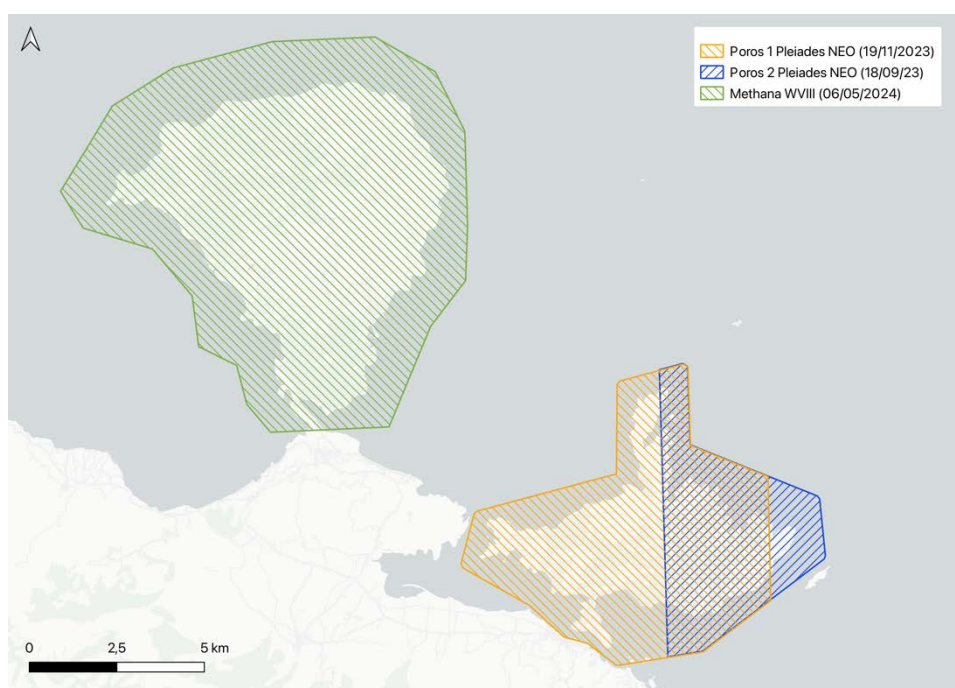 Poros 1 Pleiades NEO (19/11/2023)
Poros 2 Pleiades NEO (18/09/23)
Methana WVIII (06/05/2024)
0 2,5 5 km